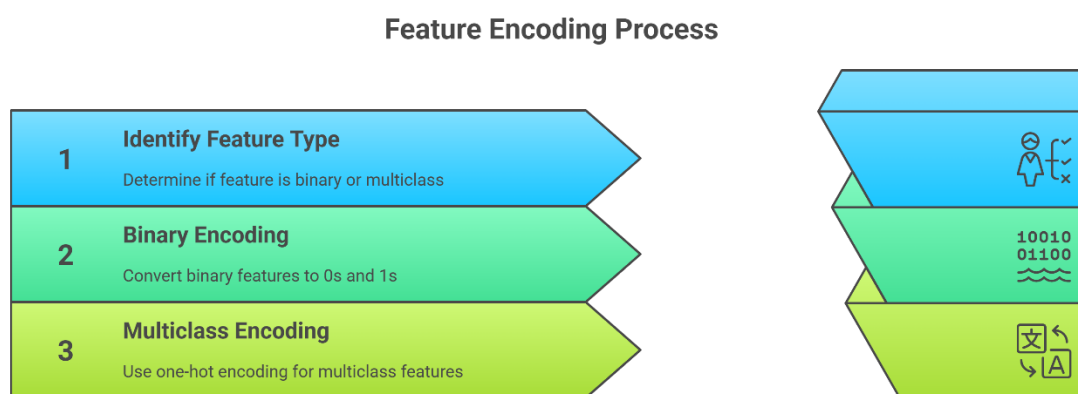 Feature Encoding Process
1
Identify Feature Type
Determine if feature is binary or multiclass
2
Binary Encoding
Convert binary features to 0s and 1s
10010
01100
3
Multiclass Encoding
Use one-hot encoding for multiclass features
文
A